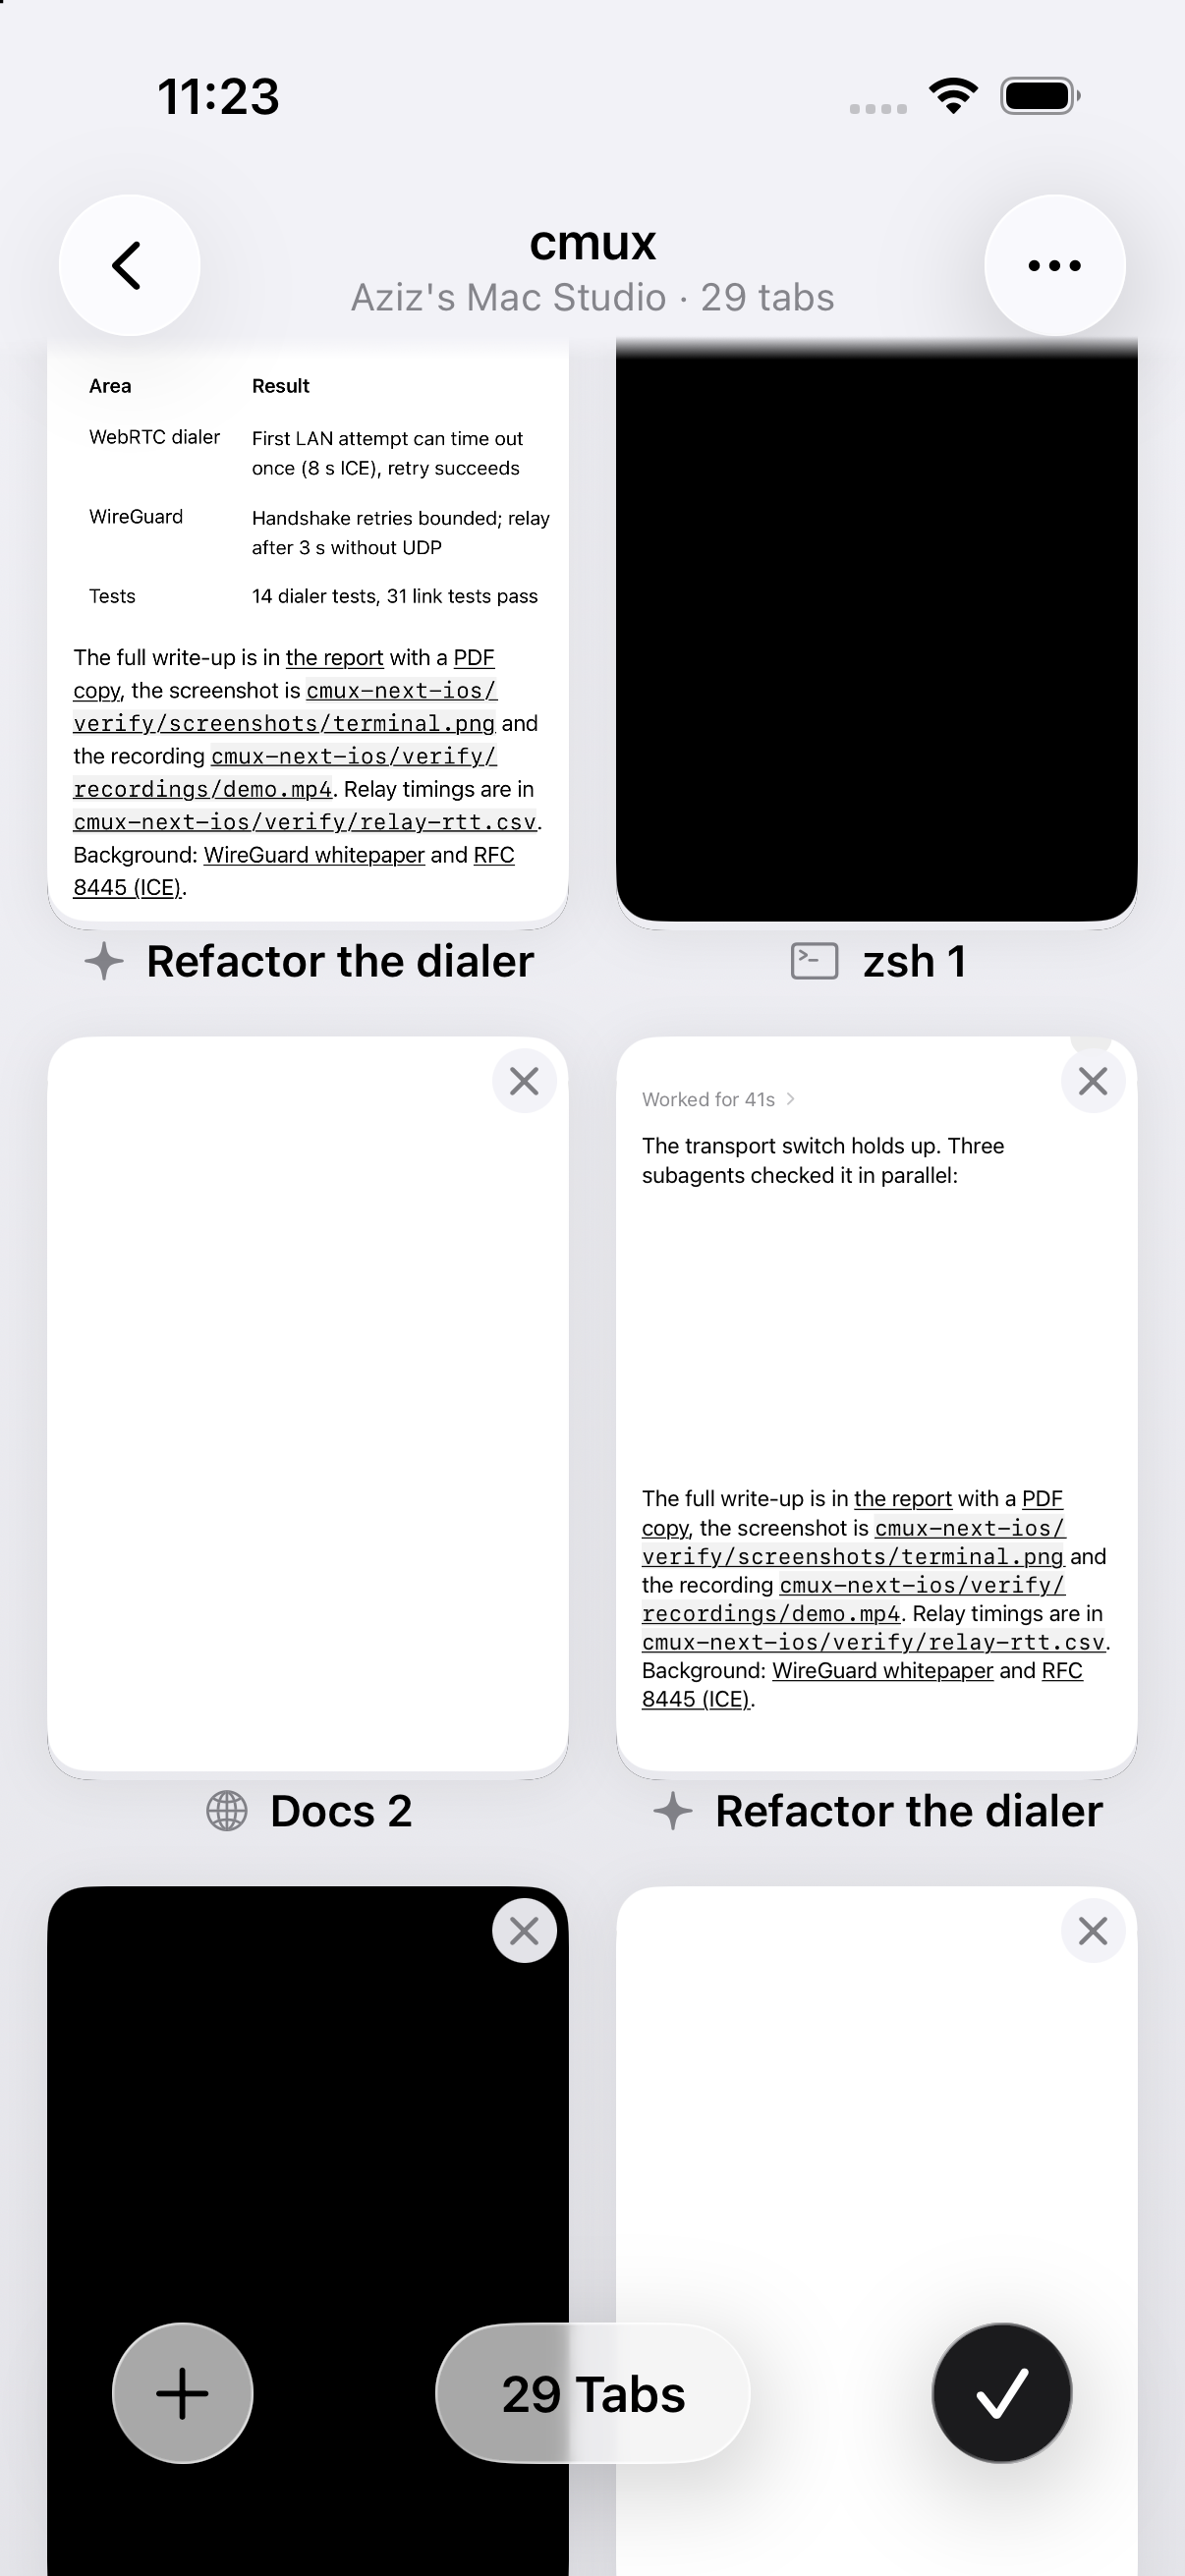 11:23
cmux
Aziz's Mac Studio · 29 tabs
Area Result
WebRTC dialer First LAN attempt can time out
once (8 s ICE), retry succeeds
WireGuard Handshake retries bounded; relay
after 3 s without UDP
Tests 14 dialer tests, 31 link tests pass
The full write-up is in the report with a PDF
copy, the screenshot is cmux-next-ios/
verify/screenshots/terminal.png and
the recording cmux-next-ios/verify/
recordings/demo.mp4. Relay timings are in
cmux-next-ios/verify/relay-rtt.csv.
Background: WireGuard whitepaper and RFC
8445 (ICE).
Refactor the dialer
zsh 1
Worked for 41s
The transport switch holds up. Three
subagents checked it in parallel:
The full write-up is in the report with a PDF
copy, the screenshot is cmux-next-ios/
verify/screenshots/terminal.png and
the recording cmux-next-ios/verify/
recordings/demo.mp4. Relay timings are in
cmux-next-ios/verify/relay-rtt.csv.
Background: WireGuard whitepaper and RFC
8445 (ICE).
Docs 2
Refactor the dialer
29 Tabs